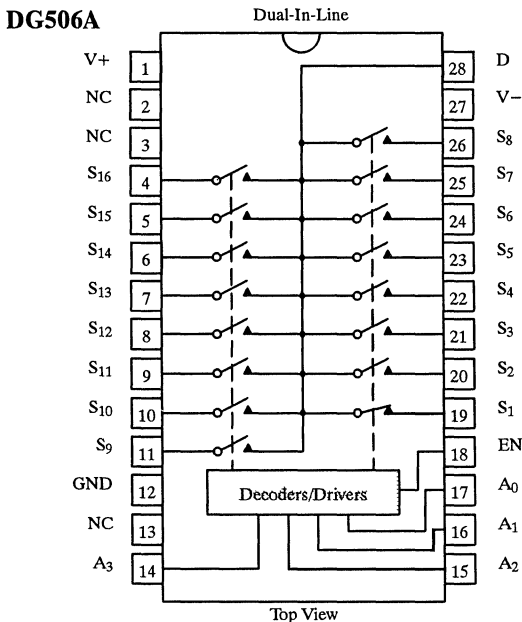 DG506A
Dual-In-Line
V+ 1 28 D
NC 2 27 V−
NC 3 26 S8
S16 4 25 S7
S15 5 24 S6
S14 6 23 S5
S13 7 22 S4
S12 8 21 S3
S11 9 20 S2
S10 10 19 S1
S9 11 18 EN
GND 12 Decoders/Drivers 17 A0
NC 13 16 A1
A3 14 15 A2
Top View